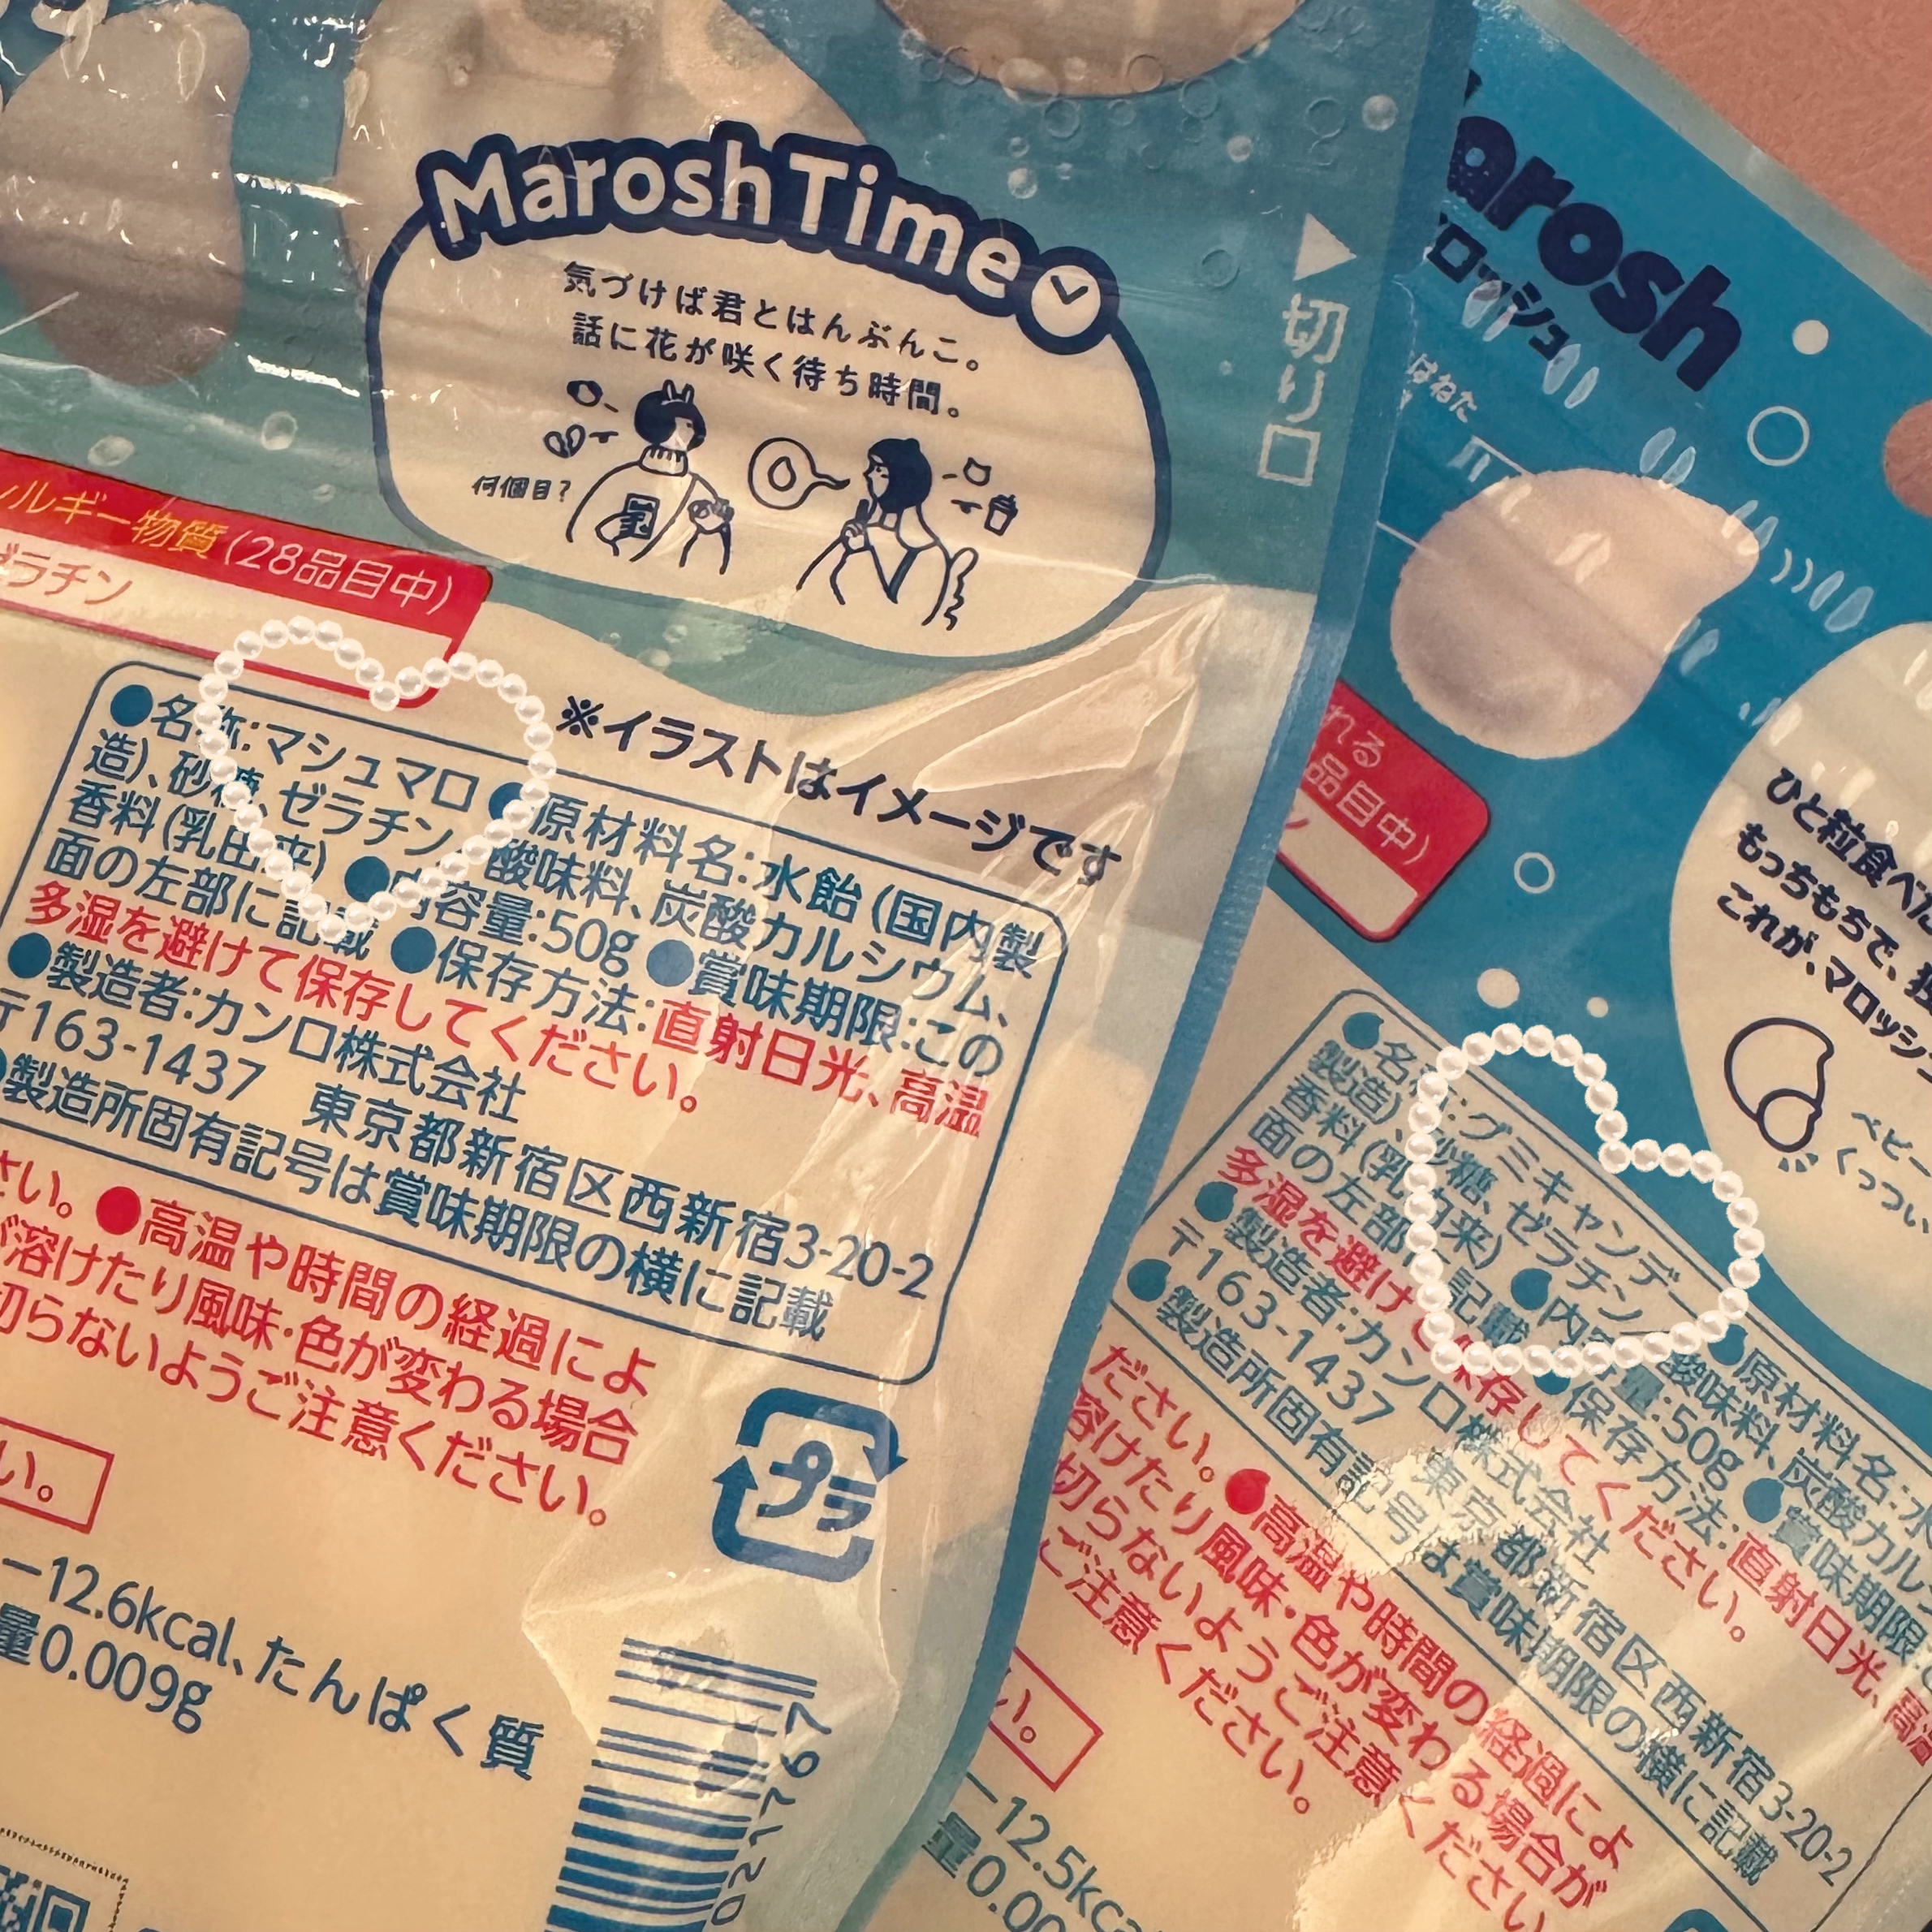 MaroshTime
気づけば君とはんぶんこ。
話に花が咲く待ち時間。
何個目?
切り口
ルギー物質(28品目中)
ゼラチン
※イラストはイメージです
●名称:マシュマロ ●原材料名:水飴(国内製
造)、砂糖、ゼラチン、酸味料、炭酸カルシウム、
香料(乳由来) ●内容量:50g ●賞味期限:この
面の左部に記載 ●保存方法:直射日光、高温
多湿を避けて保存してください。
●製造者:カンロ株式会社
〒163-1437 東京都新宿区西新宿3-20-2
●製造所固有記号は賞味期限の横に記載
さい。●高温や時間の経過によ
が溶けたり風味・色が変わる場合
切らないようご注意ください。
い。
プラ
ー12.6kcal、たんぱく質
量0.009g
arosh
ロッシュ
はねた
れる
品目中)
ひと粒食べ
もっちもちで、
これが、マロッシュ
ベビー
くっつい
●名称:グミキャンデー ●原材料名:
製造)、砂糖、ゼラチン、酸味料、炭酸カル
香料(乳由来) ●内容量:50g ●賞味期限
面の左部に記載 ●保存方法:直射日光、高温
多湿を避けて保存してください。
●製造者:カンロ株式会社
〒163-1437 東京都新宿区西新宿3-20-2
●製造所固有記号は賞味期限の横に記載
ださい。●高温や時間の経過によ
溶けたり風味・色が変わる場合が
切らないようご注意ください
ご注意ください。
い。
ー12.5kca
量0.00